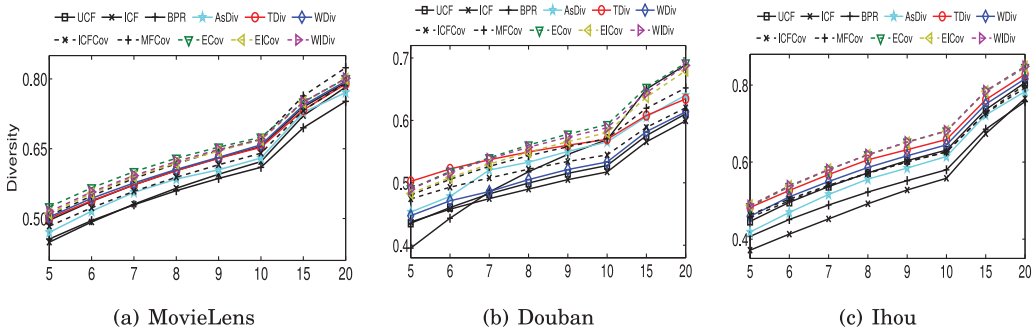 UCF ICF BPR AsDiv TDiv WDiv
ICFCov MFCov ECov EICov WIDiv
UCF ICF BPR AsDiv TDiv WDiv
ICFCov MFCov ECov EICov WIDiv
UCF ICF BPR AsDiv TDiv WDiv
ICFCov MFCov ECov EICov WIDiv
Diversity
0.80
0.65
0.50
5 6 7 8 9 10 15 20
0.7
0.6
0.5
0.4
5 6 7 8 9 10 15 20
0.8
0.6
0.4
5 6 7 8 9 10 15 20
(a) MovieLens
(b) Douban
(c) Ihou